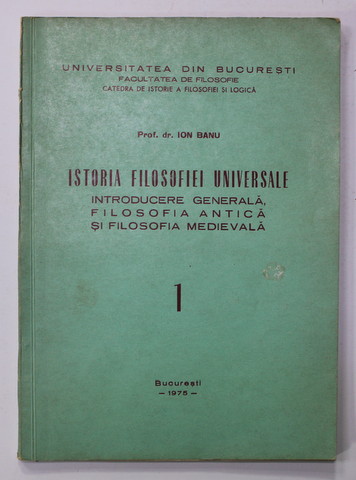 UNIVERSITATEA DIN BUCUREȘTI
FACULTATEA DE FILOSOFIE
CATEDRA DE ISTORIE A FILOSOFIEI ȘI LOGICĂ
Prof. dr. ION BANU
ISTORIA FILOSOFIEI UNIVERSALE
INTRODUCERE GENERALĂ,
FILOSOFIA ANTICĂ
ȘI FILOSOFIA MEDIEVALĂ
1
București
— 1975 —